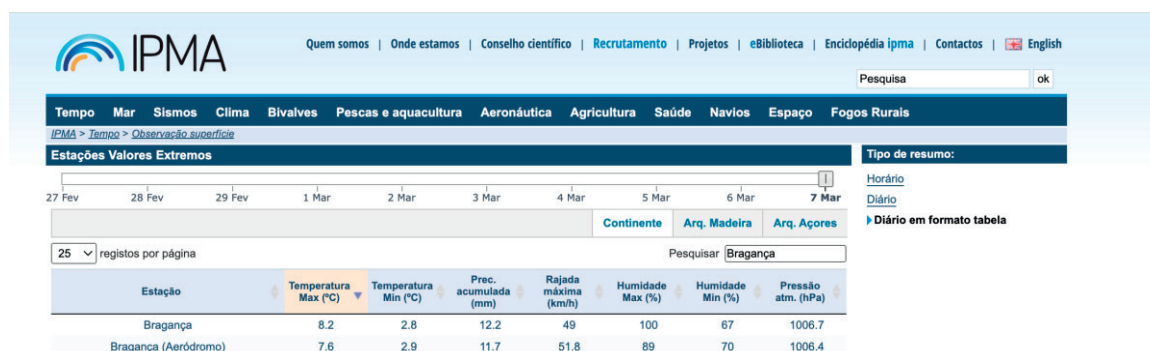 IPMA
Quem somos | Onde estamos | Conselho científico | Recrutamento | Projetos | eBiblioteca | Enciclopédia ipma | Contactos | English
Pesquisa ok
Tempo Mar Sismos Clima Bivalves Pescas e aquacultura Aeronáutica Agricultura Saúde Navios Espaço Fogos Rurais
IPMA > Tempo > Observação superfície
Estações Valores Extremos
Tipo de resumo:
Horário
Diário
Diário em formato tabela
27 Fev 28 Fev 29 Fev 1 Mar 2 Mar 3 Mar 4 Mar 5 Mar 6 Mar 7 Mar
Continente Arq. Madeira Arq. Açores
25 registos por página Pesquisar Bragança
Estação Temperatura Max (ºC) Temperatura Min (ºC) Prec. acumulada (mm) Rajada máxima (km/h) Humidade Max (%) Humidade Min (%) Pressão atm. (hPa)
Bragança 8.2 2.8 12.2 49 100 67 1006.7
Bragança (Aeródromo) 7.6 2.9 11.7 51.8 89 70 1006.4